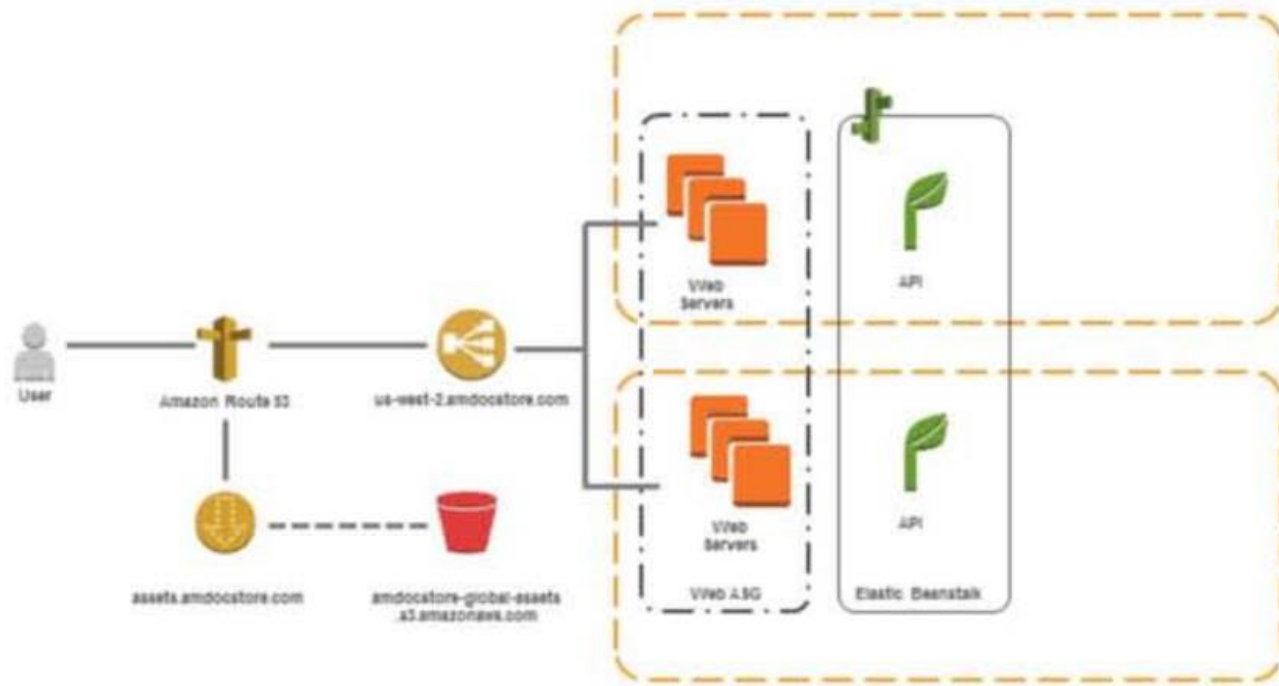 Web
Servers
API
User
Amazon Route 53
us-west-2.amdocstore.com
Web
Servers
API
assets.amdocstore.com
amdocstore-global-assets
.s3.amazonaws.com
Web ASG
Elastic Beanstalk